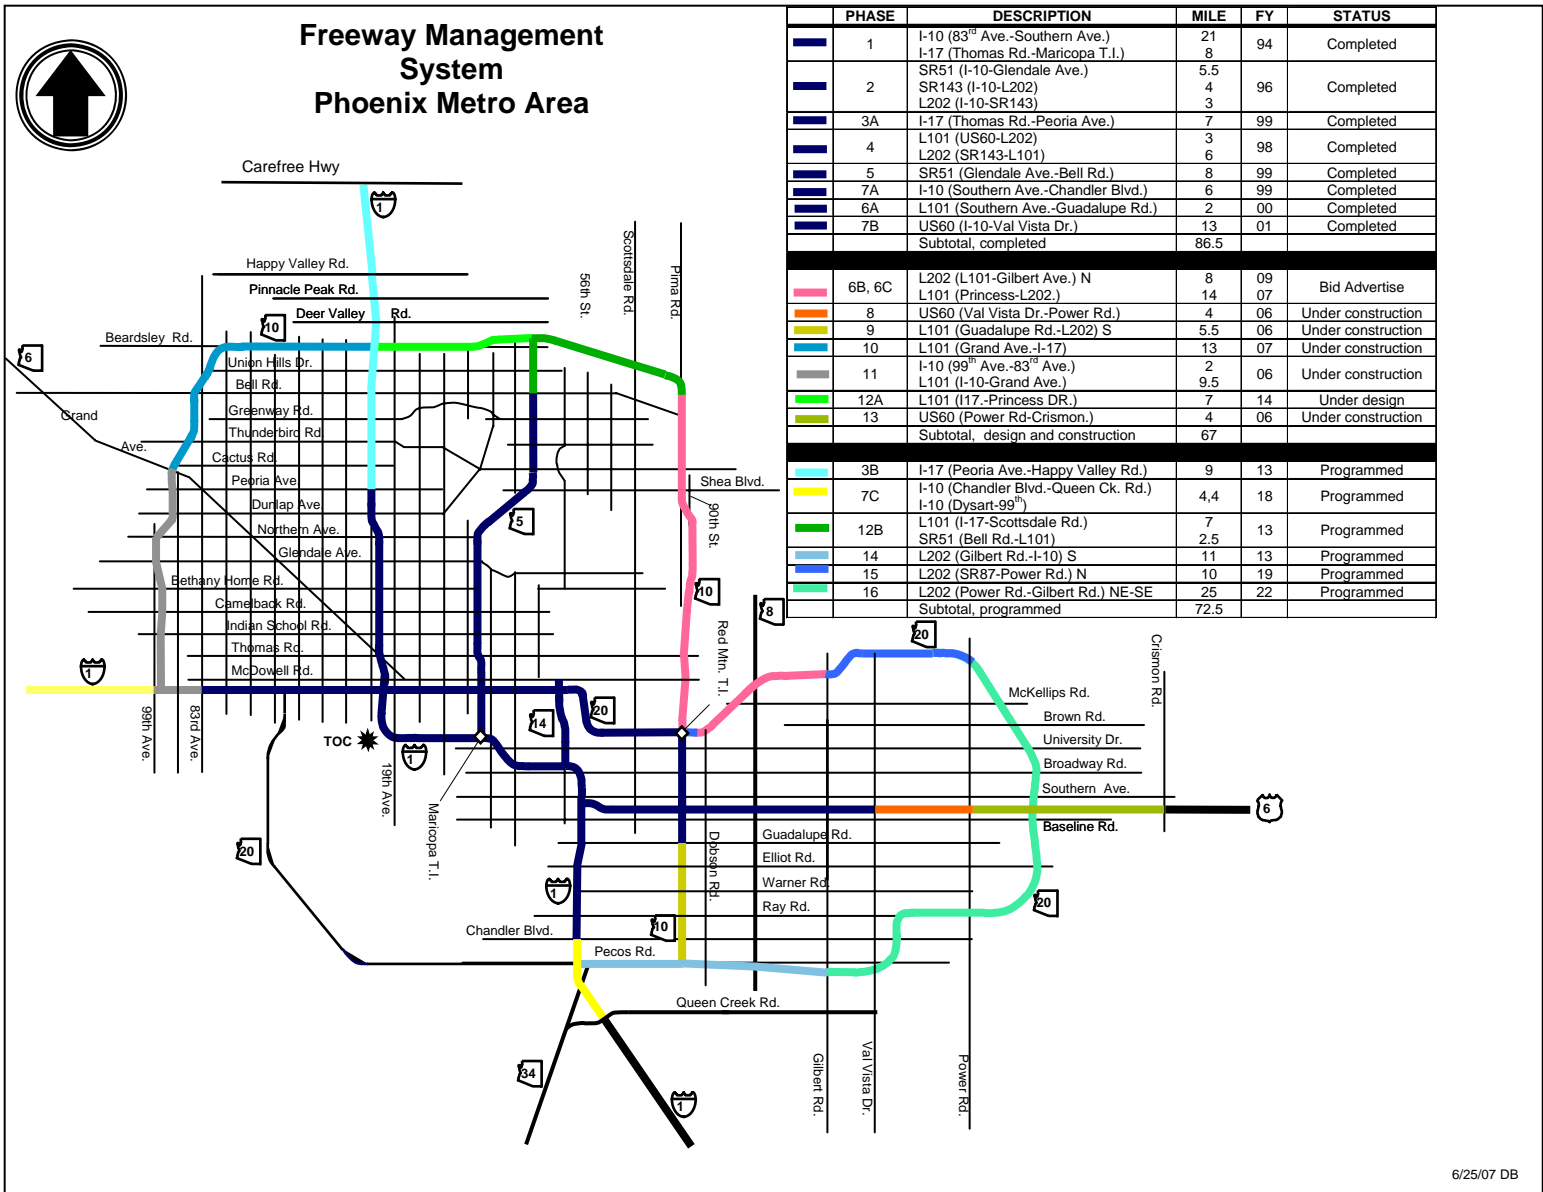 Freeway Management
System
Phoenix Metro Area
PHASE DESCRIPTION MILE FY STATUS
1 I-10 (83rd Ave.-Southern Ave.) 21 94 Completed
I-17 (Thomas Rd.-Maricopa T.I.) 8
2 SR51 (I-10-Glendale Ave.) 5.5 96 Completed
SR143 (I-10-L202) 4
L202 (I-10-SR143) 3
3A I-17 (Thomas Rd.-Peoria Ave.) 7 99 Completed
4 L101 (US60-L202) 3 98 Completed
L202 (SR143-L101) 6
5 SR51 (Glendale Ave.-Bell Rd.) 8 99 Completed
7A I-10 (Southern Ave.-Chandler Blvd.) 6 99 Completed
6A L101 (Southern Ave.-Guadalupe Rd.) 2 00 Completed
7B US60 (I-10-Val Vista Dr.) 13 01 Completed
Subtotal, completed 86.5
6B, 6C L202 (L101-Gilbert Ave.) N 8 09 Bid Advertise
L101 (Princess-L202.) 14 07
8 US60 (Val Vista Dr.-Power Rd.) 4 06 Under construction
9 L101 (Guadalupe Rd.-L202) S 5.5 06 Under construction
10 L101 (Grand Ave.-I-17) 13 07 Under construction
11 I-10 (99th Ave.-83rd Ave.) 2 06 Under construction
L101 (I-10-Grand Ave.) 9.5
12A L101 (I17.-Princess DR.) 7 14 Under design
13 US60 (Power Rd-Crismon.) 4 06 Under construction
Subtotal, design and construction 67
3B I-17 (Peoria Ave.-Happy Valley Rd.) 9 13 Programmed
7C I-10 (Chandler Blvd.-Queen Ck. Rd.) 4,4 18 Programmed
I-10 (Dysart-99th)
12B L101 (I-17-Scottsdale Rd.) 7 13 Programmed
SR51 (Bell Rd.-L101) 2.5
14 L202 (Gilbert Rd.-I-10) S 11 13 Programmed
15 L202 (SR87-Power Rd.) N 10 19 Programmed
16 L202 (Power Rd.-Gilbert Rd.) NE-SE 25 22 Programmed
Subtotal, programmed 72.5
Carefree Hwy
1
Happy Valley Rd.
Pinnacle Peak Rd.
Deer Valley Rd.
10
Beardsley Rd.
6
Union Hills Dr.
Bell Rd.
Grand
Ave.
Greenway Rd.
Thunderbird Rd
Cactus Rd.
Peoria Ave.
Dunlap Ave.
Northern Ave.
Glendale Ave.
Bethany Home Rd.
Camelback Rd.
Indian School Rd.
Thomas Rd.
McDowell Rd.
56th St.
Scottsdale Rd.
Pima Rd.
Shea Blvd.
90th St.
5
10
8
20
Red Mtn. T.I.
Crismon Rd.
1
99th Ave.
83rd Ave.
TOC
1
19th Ave.
Maricopa T.I.
14
20
McKellips Rd.
Brown Rd.
University Dr.
Broadway Rd.
Southern Ave.
6
Baseline Rd.
Guadalupe Rd.
Elliot Rd.
Warner Rd.
Ray Rd.
Dobson Rd.
20
1
10
20
Chandler Blvd.
Pecos Rd.
Queen Creek Rd.
34
1
Gilbert Rd.
Val Vista Dr.
Power Rd.
6/25/07 DB